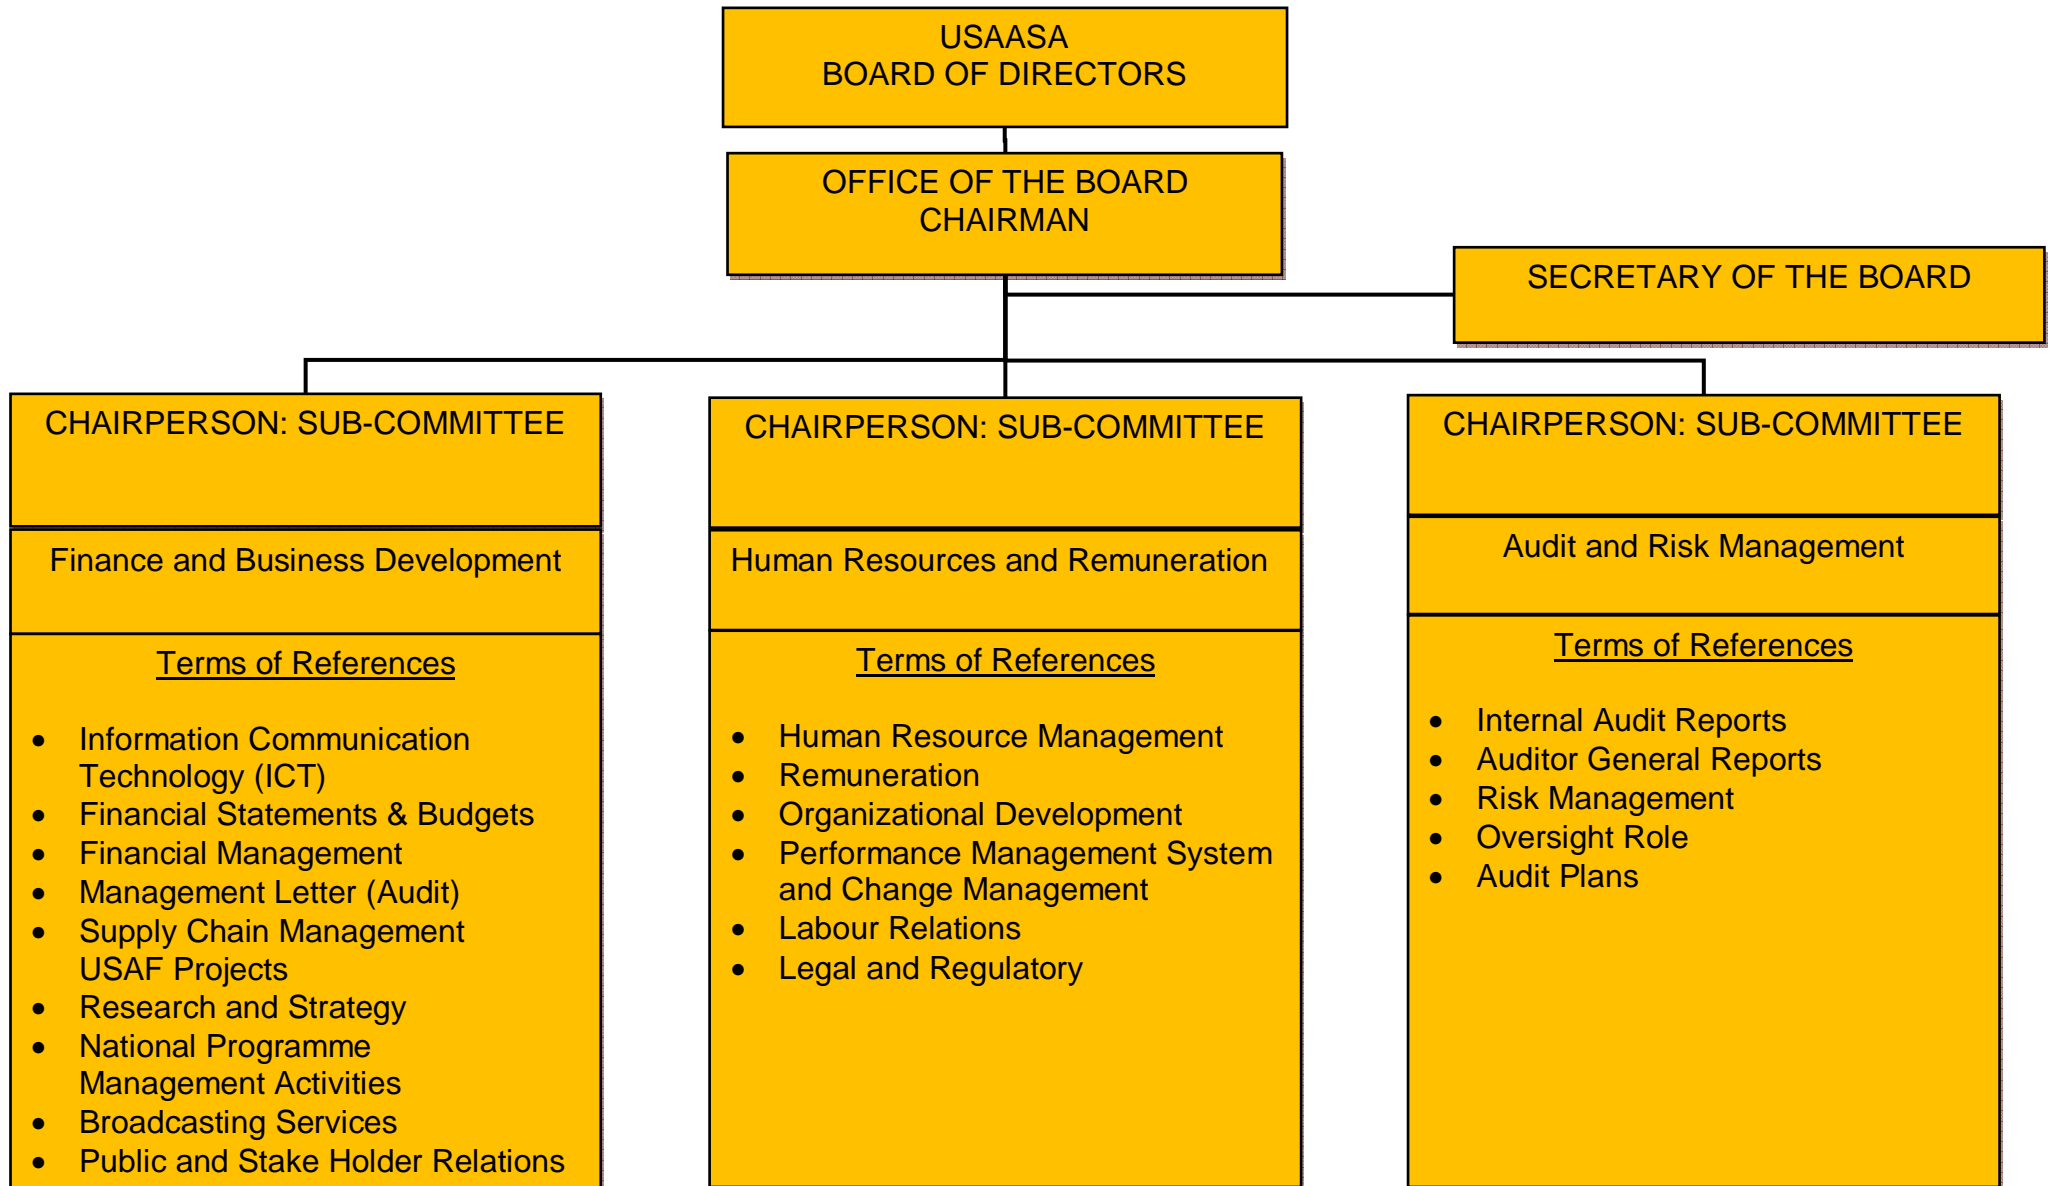 USAASA
BOARD OF DIRECTORS
OFFICE OF THE BOARD
CHAIRMAN
SECRETARY OF THE BOARD
CHAIRPERSON: SUB-COMMITTEE
Finance and Business Development
Terms of References
• Information Communication
Technology (ICT)
• Financial Statements & Budgets
• Financial Management
• Management Letter (Audit)
• Supply Chain Management
USAF Projects
• Research and Strategy
• National Programme
Management Activities
• Broadcasting Services
• Public and Stake Holder Relations
CHAIRPERSON: SUB-COMMITTEE
Human Resources and Remuneration
Terms of References
• Human Resource Management
• Remuneration
• Organizational Development
• Performance Management System
and Change Management
• Labour Relations
• Legal and Regulatory
CHAIRPERSON: SUB-COMMITTEE
Audit and Risk Management
Terms of References
• Internal Audit Reports
• Auditor General Reports
• Risk Management
• Oversight Role
• Audit Plans